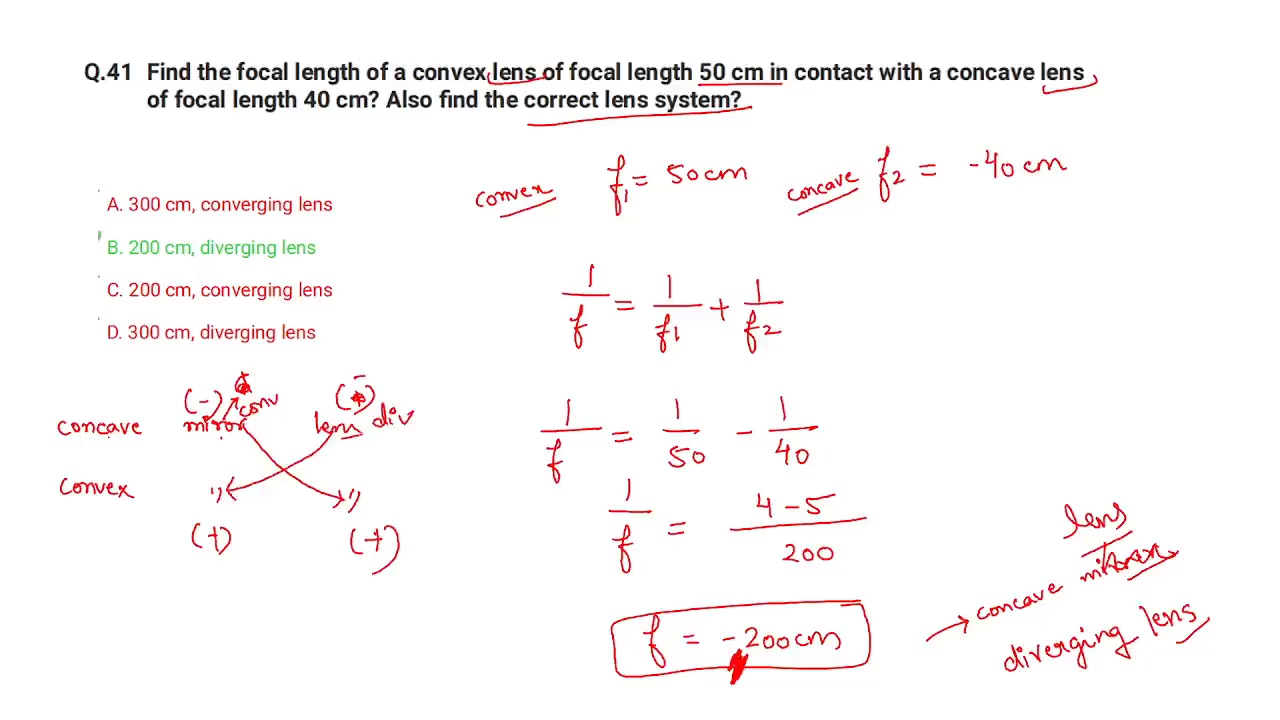 Q.41 Find the focal length of a convex lens of focal length 50 cm in contact with a concave lens
of focal length 40 cm? Also find the correct lens system?
convex f1 = 50cm concave f2 = -40cm
A. 300 cm, converging lens
B. 200 cm, diverging lens
C. 200 cm, converging lens
D. 300 cm, diverging lens
1/f = 1/f1 + 1/f2
(-) conv
concave mirror lens div
convex " "
(+) (+)
1/f = 1/50 - 1/40
1/f = 4-5/200
f = -200cm
lens
→ concave mirror
diverging lens